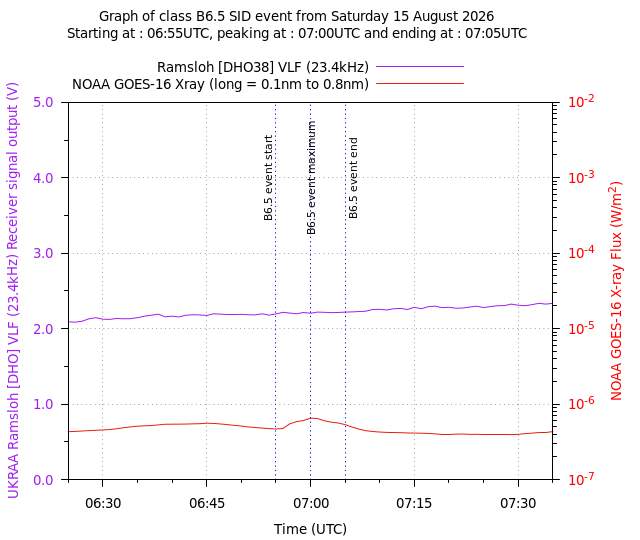 Graph of class B6.5 SID event from Saturday 15 August 2026
Starting at : 06:55UTC, peaking at : 07:00UTC and ending at : 07:05UTC
Ramsloh [DHO38] VLF (23.4kHz)
NOAA GOES-16 Xray (long = 0.1nm to 0.8nm)
UKRAA Ramsloh [DHO] VLF (23.4kHz) Receiver signal output (V)
5.0
4.0
3.0
2.0
1.0
0.0
B6.5 event start
B6.5 event maximum
B6.5 event end
10-2
10-3
10-4
10-5
10-6
10-7
NOAA GOES-16 X-ray Flux (W/m2)
06:30
06:45
07:00
07:15
07:30
Time (UTC)